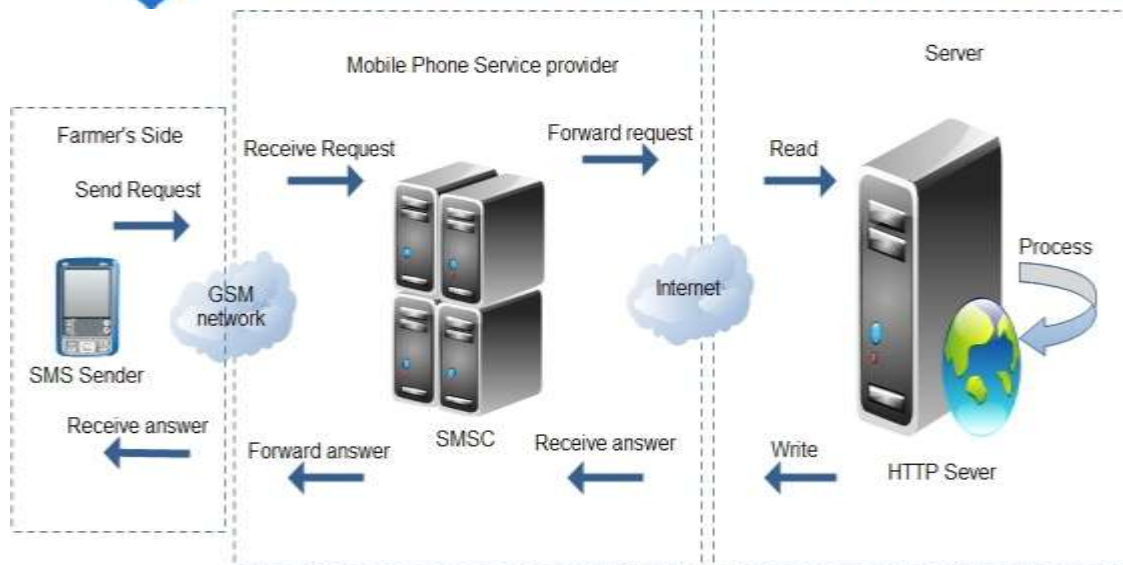 Mobile Phone Service provider
Server
Farmer's Side
Send Request
Receive Request
Forward request
Read
Process
GSM
network
Internet
SMS Sender
SMSC
HTTP Sever
Receive answer
Forward answer
Receive answer
Write